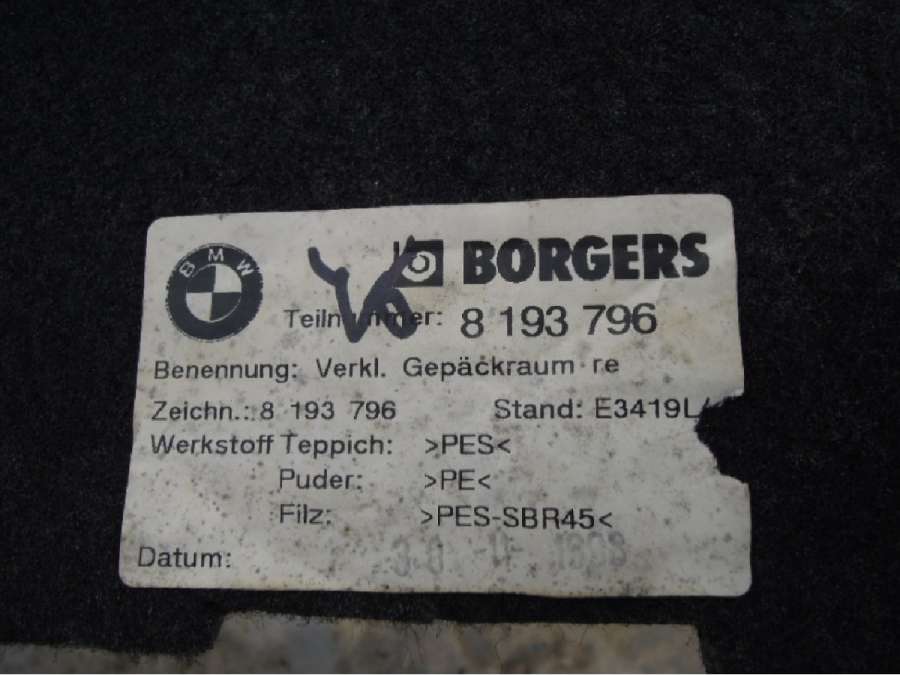 BMW
BORGERS
Teilnummer: 8 193 796
Benennung: Verkl. Gepäckraum re
Zeichn.: 8 193 796 Stand: E3419L
Werkstoff Teppich: >PES<
Puder: >PE<
Filz: >PES-SBR45<
Datum: